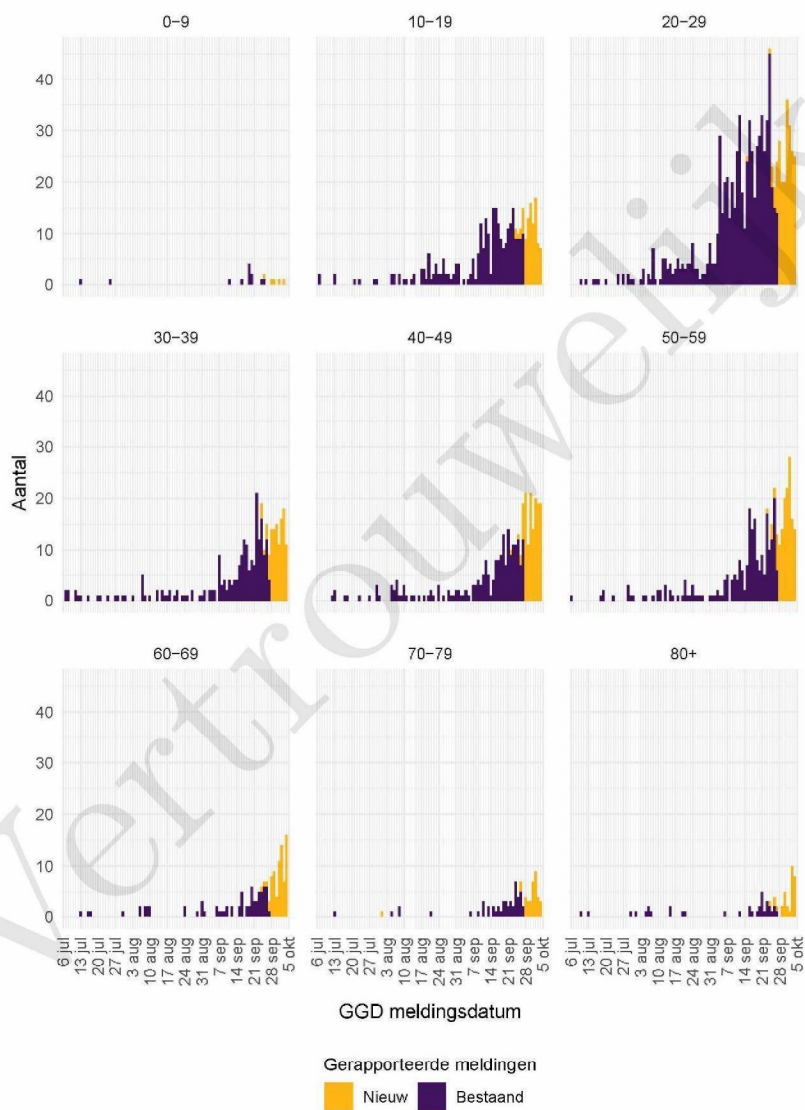 0−9 10−19 20−29
40
30
20
10
0
30−39 40−49 50−59
40
30
20
10
0
60−69 70−79 80+
40
30
20
10
0
Aantal
6 jul 13 jul 20 jul 27 jul 3 aug 10 aug 17 aug 24 aug 31 aug 7 sep 14 sep 21 sep 28 sep 5 okt
6 jul 13 jul 20 jul 27 jul 3 aug 10 aug 17 aug 24 aug 31 aug 7 sep 14 sep 21 sep 28 sep 5 okt
6 jul 13 jul 20 jul 27 jul 3 aug 10 aug 17 aug 24 aug 31 aug 7 sep 14 sep 21 sep 28 sep 5 okt
GGD meldingsdatum
Gerapporteerde meldingen
Nieuw Bestaand
Vertrouwelijk